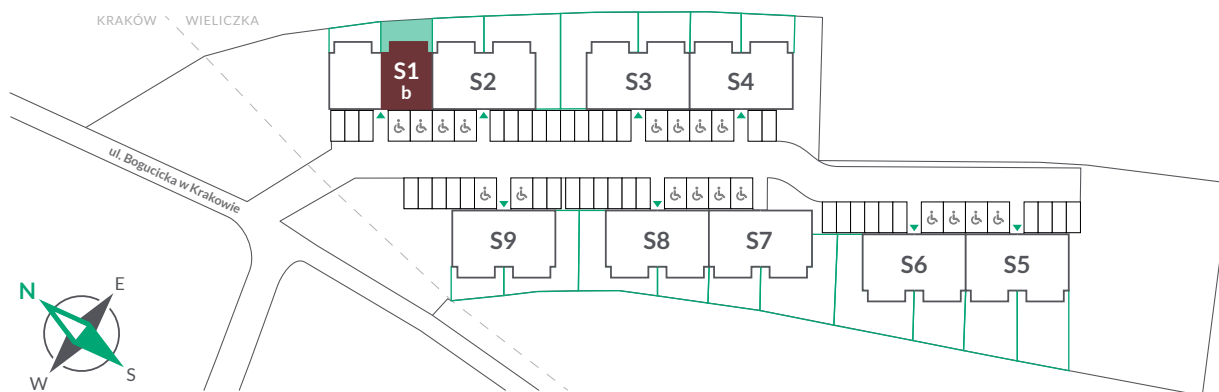 KRAKÓW WIELICZKA
S1
b
S2
S3
S4
ul. Bogucicka w Krakowie
S9
S8
S7
S6
S5
N
E
W
S